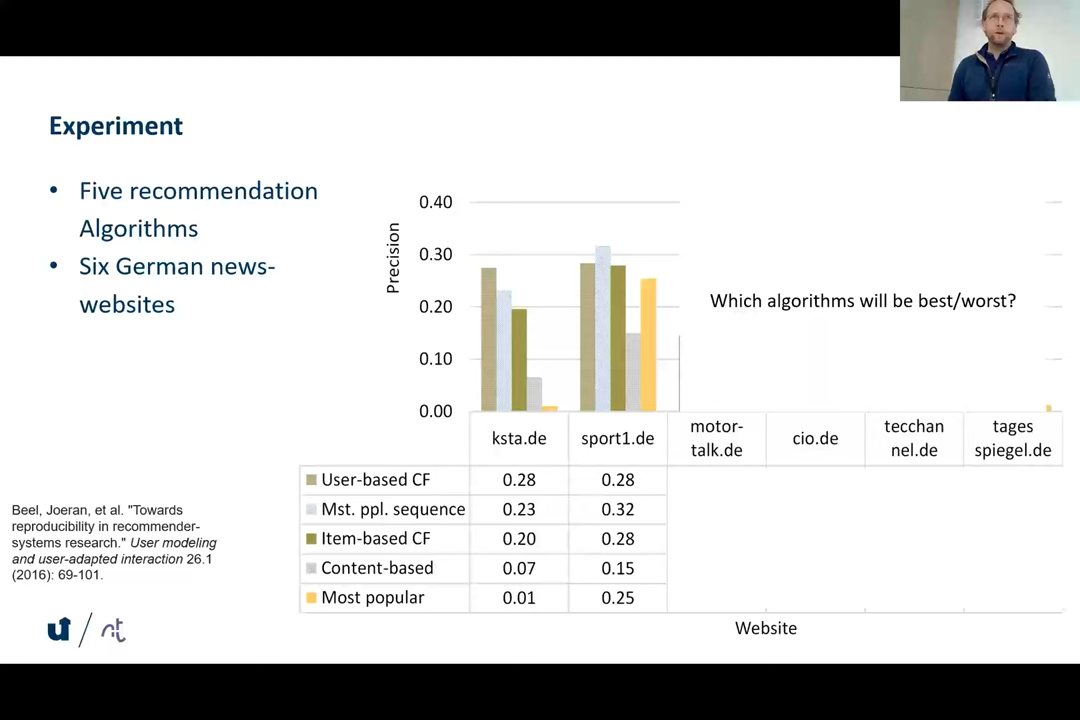 Experiment
• Five recommendation
Algorithms
• Six German news-
websites
Beel, Joeran, et al. "Towards
reproducibility in recommender-
systems research." User modeling
and user-adapted interaction 26.1
(2016): 69-101.
Precision
0.40
0.30
0.20
0.10
0.00
Which algorithms will be best/worst?
ksta.de sport1.de motor-talk.de cio.de tecchannel.de tagesspiegel.de
User-based CF 0.28 0.28
Mst. ppl. sequence 0.23 0.32
Item-based CF 0.20 0.28
Content-based 0.07 0.15
Most popular 0.01 0.25
Website